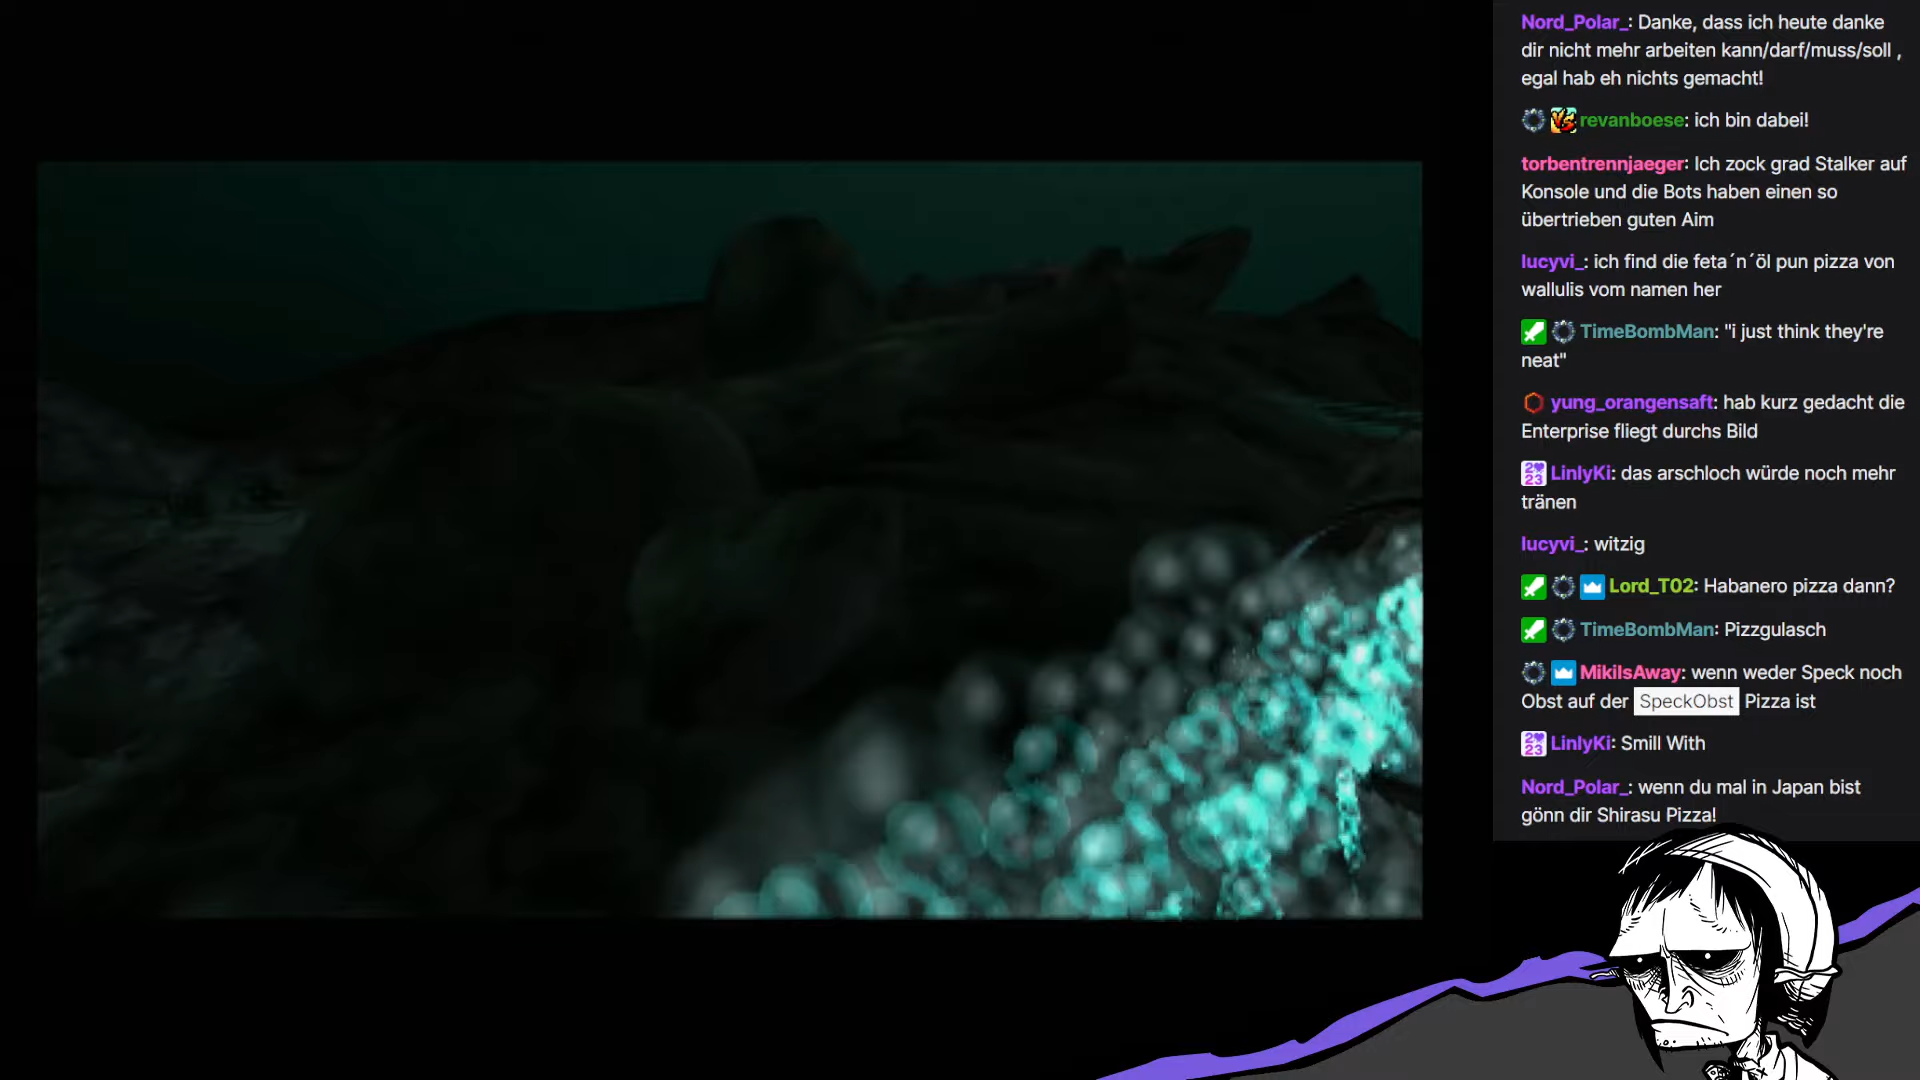 Nord_Polar_: Danke, dass ich heute danke
dir nicht mehr arbeiten kann/darf/muss/soll ,
egal hab eh nichts gemacht!
VS revanboese: ich bin dabei!
torbentrennjaeger: Ich zock grad Stalker auf
Konsole und die Bots haben einen so
übertrieben guten Aim
lucyvi_: ich find die feta´n´öl pun pizza von
wallulis vom namen her
TimeBombMan: "i just think they're
neat"
yung_orangensaft: hab kurz gedacht die
Enterprise fliegt durchs Bild
2023 LinlyKi: das arschloch würde noch mehr
tränen
lucyvi_: witzig
Lord_T02: Habanero pizza dann?
TimeBombMan: Pizzgulasch
MikiIsAway: wenn weder Speck noch
Obst auf der SpeckObst Pizza ist
2023 LinlyKi: Smill With
Nord_Polar_: wenn du mal in Japan bist
gönn dir Shirasu Pizza!